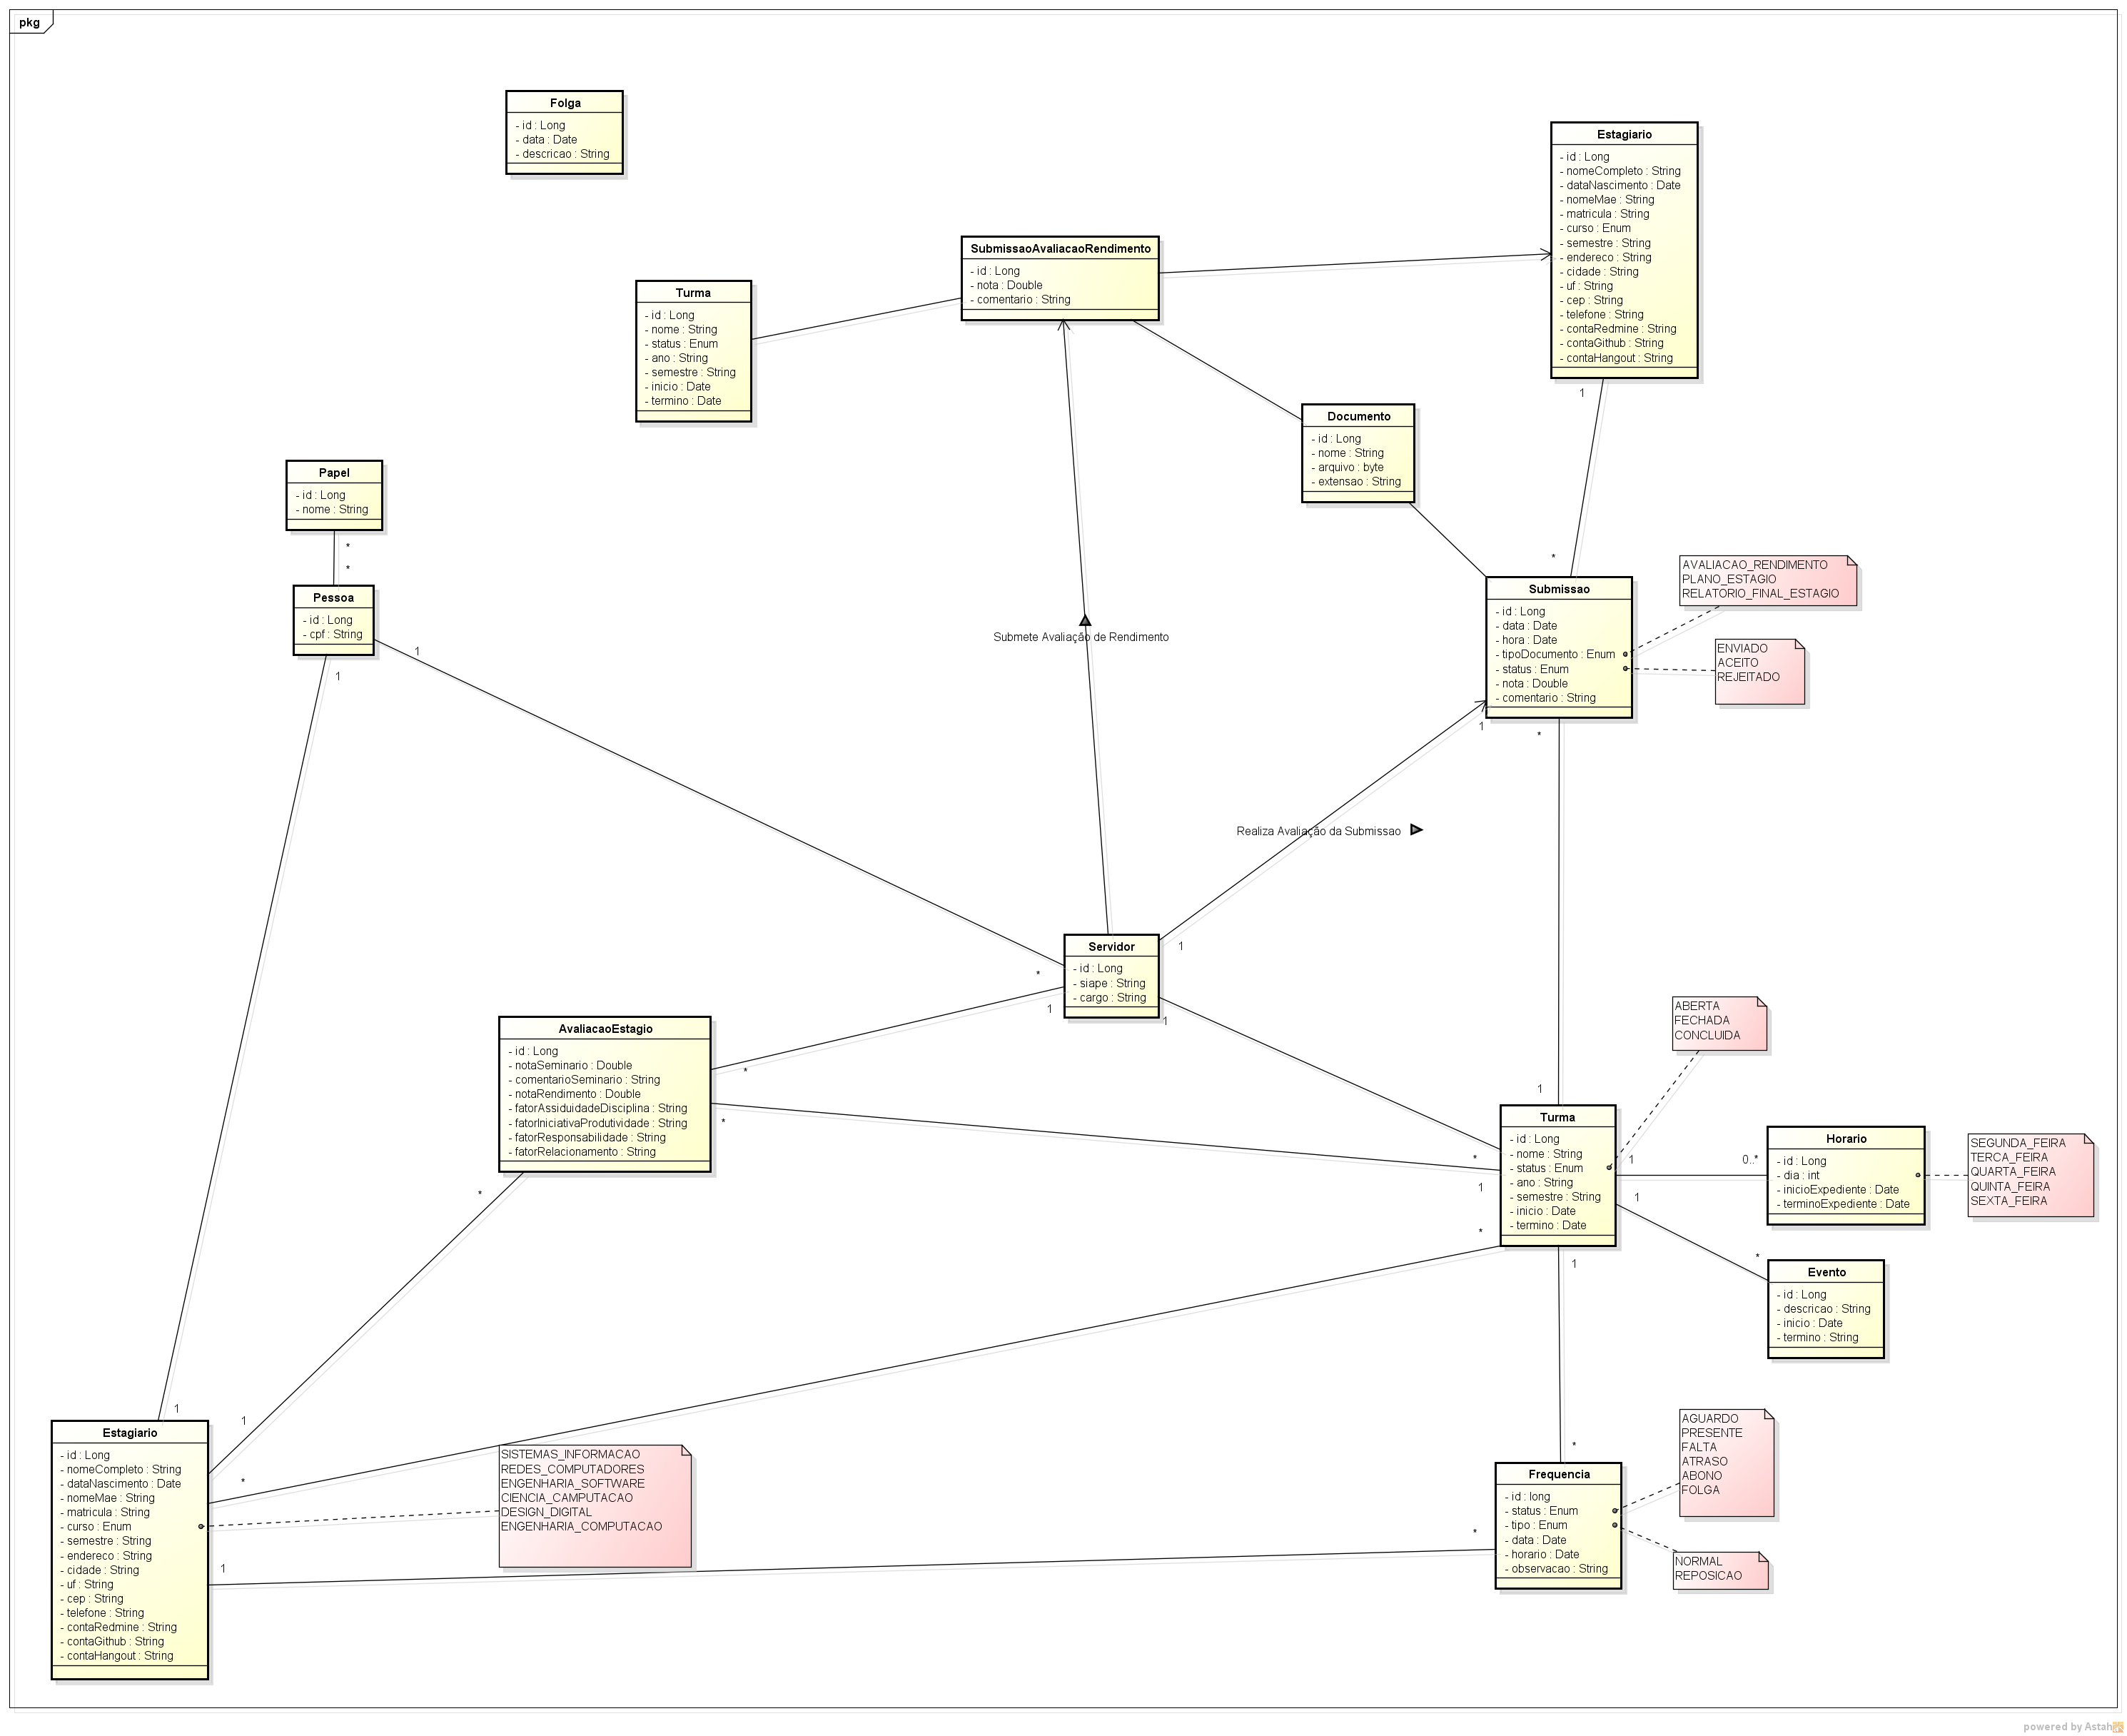 pkg
Folga
- id : Long
- data : Date
- descricao : String
Estagiario
- id : Long
- nomeCompleto : String
- dataNascimento : Date
- nomeMae : String
- matricula : String
- curso : Enum
- semestre : String
- endereco : String
- cidade : String
- uf : String
- cep : String
- telefone : String
- contaRedmine : String
- contaGithub : String
- contaHangout : String
1
SubmissaoAvaliacaoRendimento
- id : Long
- nota : Double
- comentario : String
Turma
- id : Long
- nome : String
- status : Enum
- ano : String
- semestre : String
- inicio : Date
- termino : Date
Documento
- id : Long
- nome : String
- arquivo : byte
- extensao : String
Papel
- id : Long
- nome : String
*
*
Pessoa
- id : Long
- cpf : String
1
1
*
Submissao
- id : Long
- data : Date
- hora : Date
- tipoDocumento : Enum
- status : Enum
- nota : Double
- comentario : String
1
*
AVALIACAO_RENDIMENTO
PLANO_ESTAGIO
RELATORIO_FINAL_ESTAGIO
ENVIADO
ACEITO
REJEITADO
Submete Avaliação de Rendimento
Realiza Avaliação da Submissao
Servidor
- id : Long
- siape : String
- cargo : String
1
*
1
1
AvaliacaoEstagio
- id : Long
- notaSeminario : Double
- comentarioSeminario : String
- notaRendimento : Double
- fatorAssiduidadeDisciplina : String
- fatorIniciativaProdutividade : String
- fatorResponsabilidade : String
- fatorRelacionamento : String
*
*
*
ABERTA
FECHADA
CONCLUIDA
1
Turma
- id : Long
- nome : String
- status : Enum
- ano : String
- semestre : String
- inicio : Date
- termino : Date
*
1
*
1
1
1
0..*
Horario
- id : Long
- dia : int
- inicioExpediente : Date
- terminoExpediente : Date
SEGUNDA_FEIRA
TERCA_FEIRA
QUARTA_FEIRA
QUINTA_FEIRA
SEXTA_FEIRA
*
Evento
- id : Long
- descricao : String
- inicio : Date
- termino : String
1
1
*
1
Estagiario
- id : Long
- nomeCompleto : String
- dataNascimento : Date
- nomeMae : String
- matricula : String
- curso : Enum
- semestre : String
- endereco : String
- cidade : String
- uf : String
- cep : String
- telefone : String
- contaRedmine : String
- contaGithub : String
- contaHangout : String
SISTEMAS_INFORMACAO
REDES_COMPUTADORES
ENGENHARIA_SOFTWARE
CIENCIA_CAMPUTACAO
DESIGN_DIGITAL
ENGENHARIA_COMPUTACAO
*
*
Frequencia
- id : long
- status : Enum
- tipo : Enum
- data : Date
- horario : Date
- observacao : String
AGUARDO
PRESENTE
FALTA
ATRASO
ABONO
FOLGA
NORMAL
REPOSICAO
powered by Astah